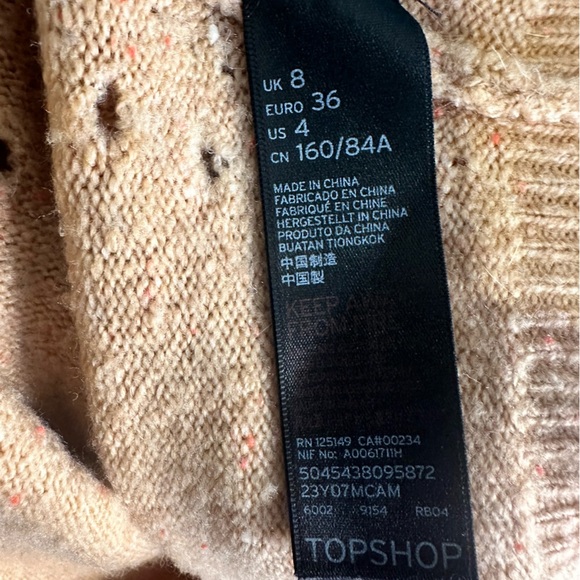 UK 8
EURO 36
US 4
CN 160/84A
MADE IN CHINA
FABRICADO EN CHINA
FABRIQUÉ EN CHINE
HERGESTELLT IN CHINA
PRODUTO DA CHINA
BUATAN TIONGKOK
中国制造
中国製
KEEP AWAY
FROM FIRE
RN 125149 CA#00234
NIF No: A0061711H
5045438095872
23Y07MCAM
6002 9154 RB04
TOPSHOP